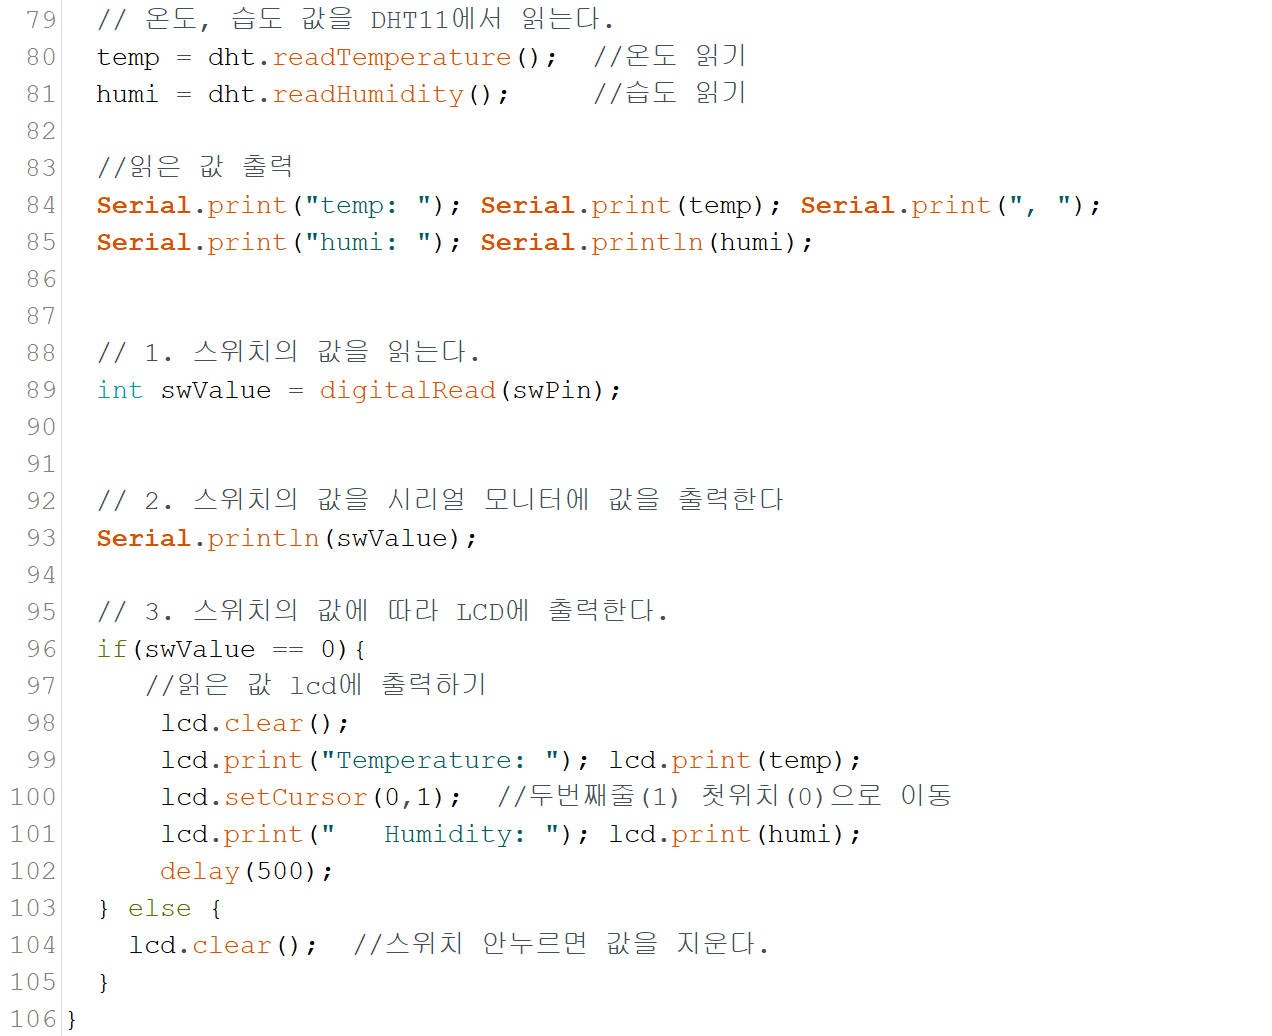 79 // 온도, 습도 값을 DHT11에서 읽는다.
80 temp = dht.readTemperature(); //온도 읽기
81 humi = dht.readHumidity(); //습도 읽기
82
83 //읽은 값 출력
84 Serial.print("temp: "); Serial.print(temp); Serial.print(", ");
85 Serial.print("humi: "); Serial.println(humi);
86
87
88 // 1. 스위치의 값을 읽는다.
89 int swValue = digitalRead(swPin);
90
91
92 // 2. 스위치의 값을 시리얼 모니터에 값을 출력한다
93 Serial.println(swValue);
94
95 // 3. 스위치의 값에 따라 LCD에 출력한다.
96 if(swValue == 0){
97 //읽은 값 lcd에 출력하기
98 lcd.clear();
99 lcd.print("Temperature: "); lcd.print(temp);
100 lcd.setCursor(0,1); //두번째줄(1) 첫위치(0)으로 이동
101 lcd.print("   Humidity: "); lcd.print(humi);
102 delay(500);
103 } else {
104 lcd.clear(); //스위치 안누르면 값을 지운다.
105 }
106 }